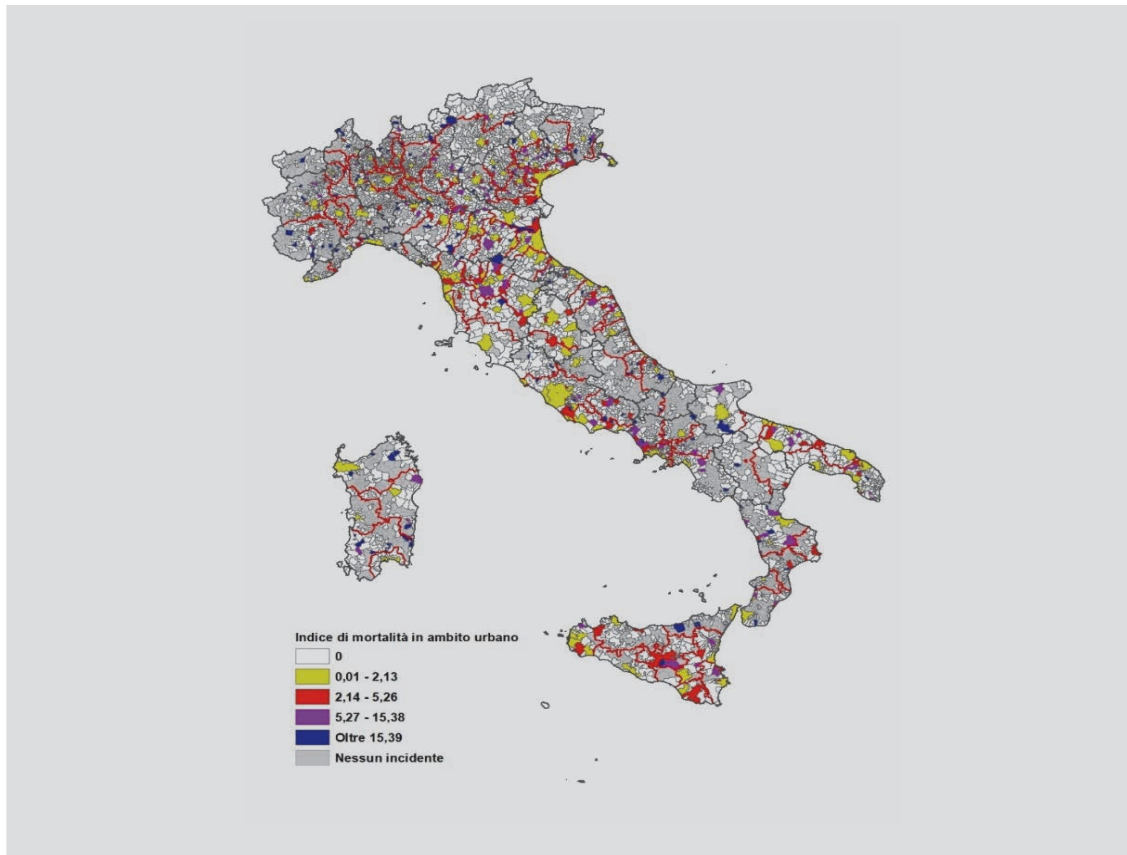 Indice di mortalità in ambito urbano
0
0,01 - 2,13
2,14 - 5,26
5,27 - 15,38
Oltre 15,39
Nessun incidente